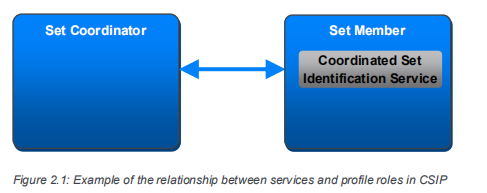 Set Coordinator
Set Member
Coordinated Set
Identification Service
Figure 2.1: Example of the relationship between services and profile roles in CSIP